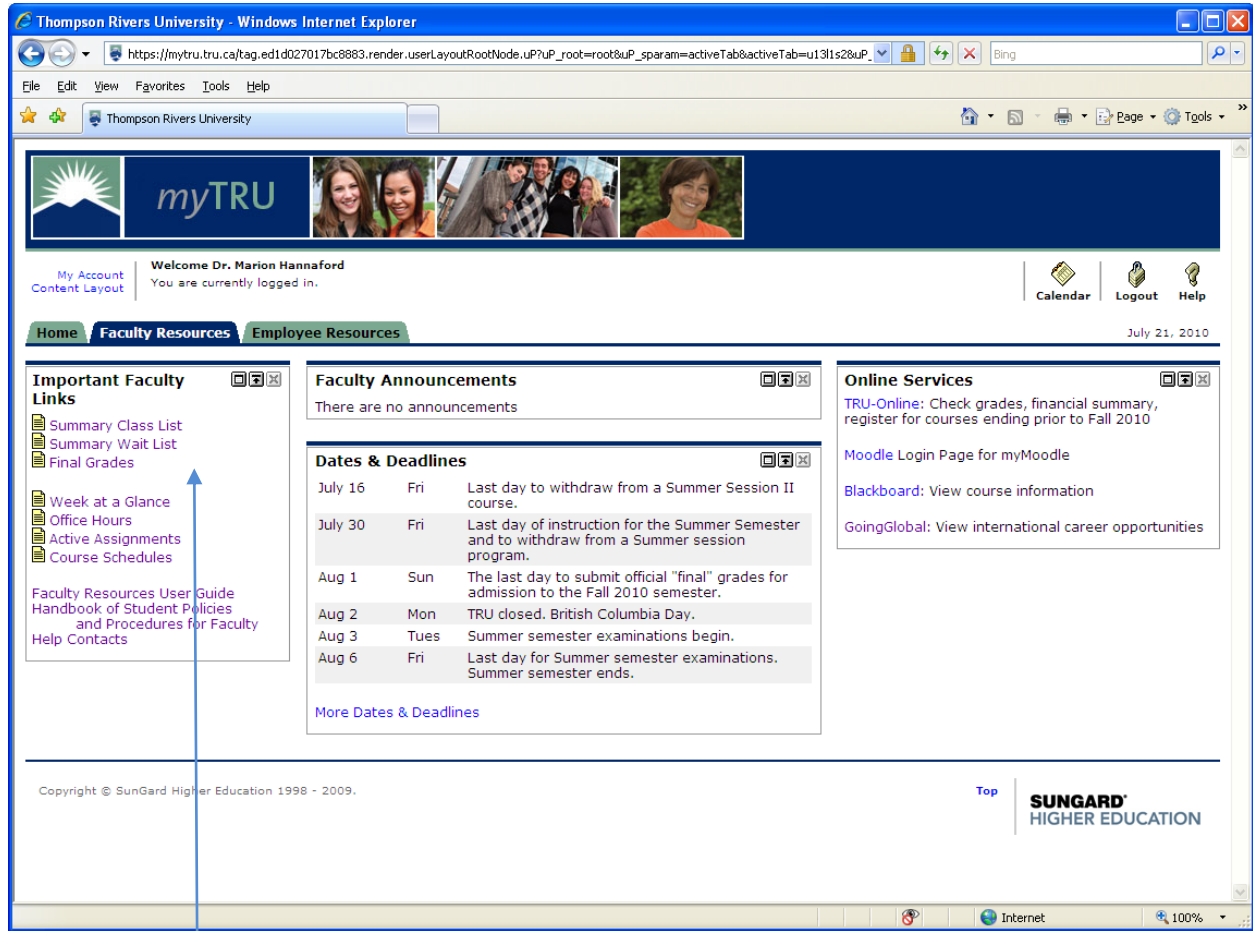 Thompson Rivers University - Windows Internet Explorer
https://mytru.tru.ca/tag.ed1d027017bc8883.render.userLayoutRootNode.uP?uP_root=root&uP_sparam=activeTab&activeTab=u13l1s2&uP_
Bing
File Edit View Favorites Tools Help
Thompson Rivers University
Page Tools
myTRU
My Account
Content Layout
Welcome Dr. Marion Hannaford
You are currently logged in.
Calendar Logout Help
Home Faculty Resources Employee Resources
July 21, 2010
Important Faculty
Links
Summary Class List
Summary Wait List
Final Grades
Week at a Glance
Office Hours
Active Assignments
Course Schedules
Faculty Resources User Guide
Handbook of Student Policies
and Procedures for Faculty
Help Contacts
Faculty Announcements
There are no announcements
Dates & Deadlines
July 16 Fri Last day to withdraw from a Summer Session II
course.
July 30 Fri Last day of instruction for the Summer Semester
and to withdraw from a Summer session
program.
Aug 1 Sun The last day to submit official "final" grades for
admission to the Fall 2010 semester.
Aug 2 Mon TRU closed. British Columbia Day.
Aug 3 Tues Summer semester examinations begin.
Aug 6 Fri Last day for Summer semester examinations.
Summer semester ends.
More Dates & Deadlines
Online Services
TRU-Online: Check grades, financial summary,
register for courses ending prior to Fall 2010
Moodle Login Page for myMoodle
Blackboard: View course information
GoingGlobal: View international career opportunities
Copyright © SunGard Higher Education 1998 - 2009.
Top
SUNGARD®
HIGHER EDUCATION
Internet
100%